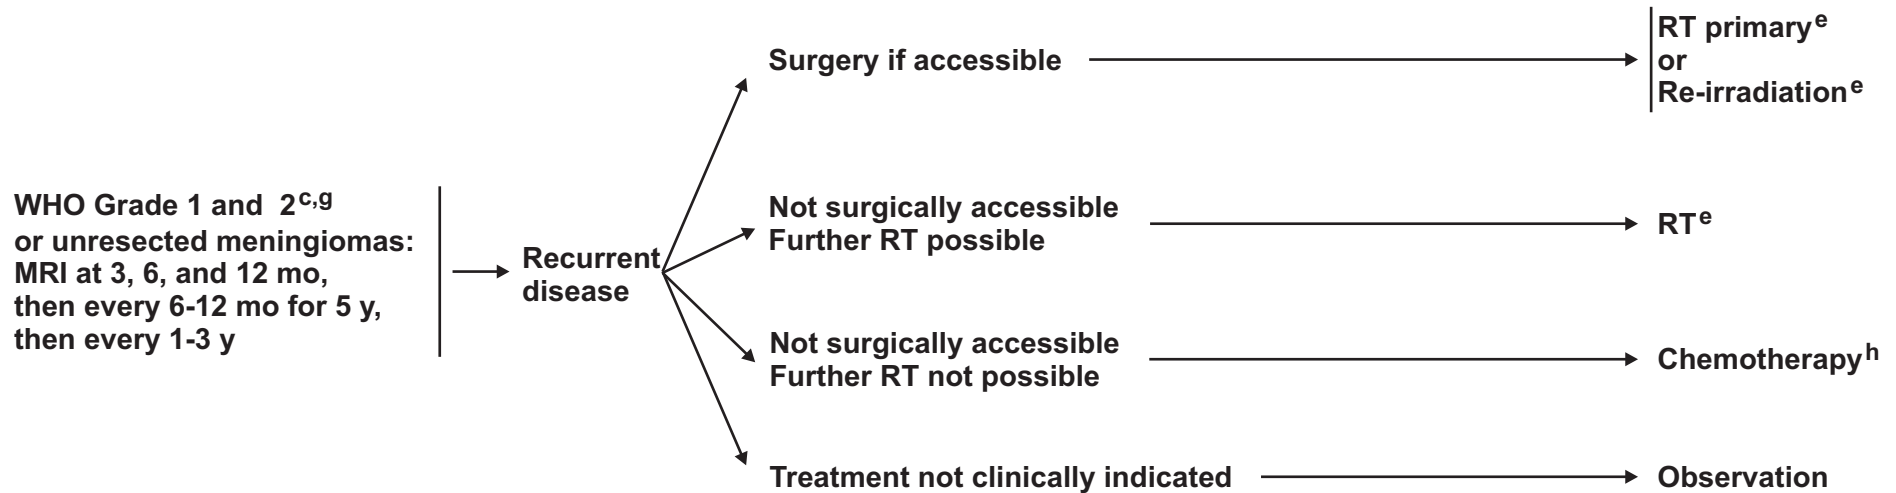 WHO Grade 1 and 2c,g
or unresected meningiomas:
MRI at 3, 6, and 12 mo,
then every 6-12 mo for 5 y,
then every 1-3 y
Recurrent
disease
Surgery if accessible
RT primarye
or
Re-irradiatione
Not surgically accessible
Further RT possible
RTe
Not surgically accessible
Further RT not possible
Chemotherapyh
Treatment not clinically indicated
Observation